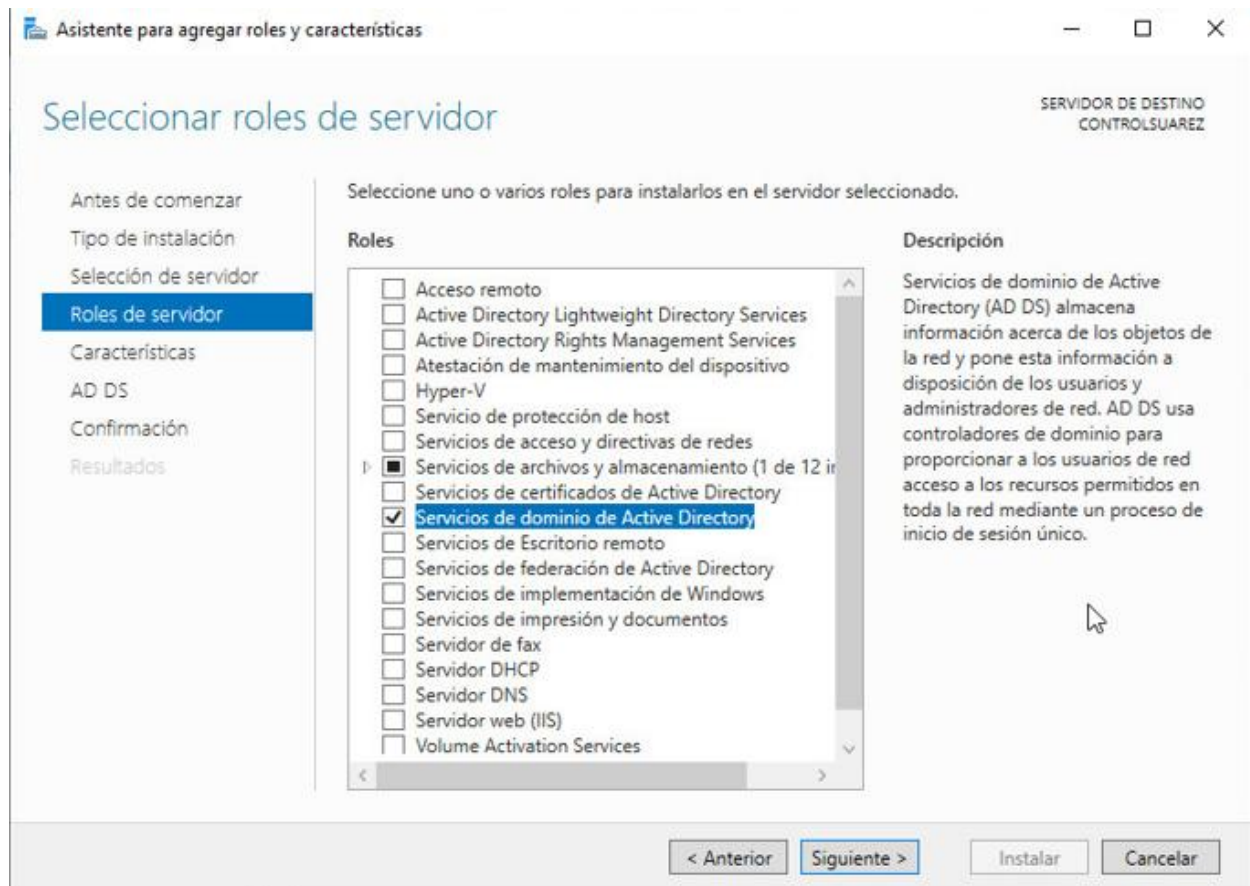 Asistente para agregar roles y características
Seleccionar roles de servidor
SERVIDOR DE DESTINO
CONTROLSUAREZ
Antes de comenzar
Tipo de instalación
Selección de servidor
Roles de servidor
Características
AD DS
Confirmación
Resultados
Seleccione uno o varios roles para instalarlos en el servidor seleccionado.
Roles
Acceso remoto
Active Directory Lightweight Directory Services
Active Directory Rights Management Services
Atestación de mantenimiento del dispositivo
Hyper-V
Servicio de protección de host
Servicios de acceso y directivas de redes
Servicios de archivos y almacenamiento (1 de 12 in
Servicios de certificados de Active Directory
Servicios de dominio de Active Directory
Servicios de Escritorio remoto
Servicios de federación de Active Directory
Servicios de implementación de Windows
Servicios de impresión y documentos
Servidor de fax
Servidor DHCP
Servidor DNS
Servidor web (IIS)
Volume Activation Services
Descripción
Servicios de dominio de Active
Directory (AD DS) almacena
información acerca de los objetos de
la red y pone esta información a
disposición de los usuarios y
administradores de red. AD DS usa
controladores de dominio para
proporcionar a los usuarios de red
acceso a los recursos permitidos en
toda la red mediante un proceso de
inicio de sesión único.
< Anterior
Siguiente >
Instalar
Cancelar